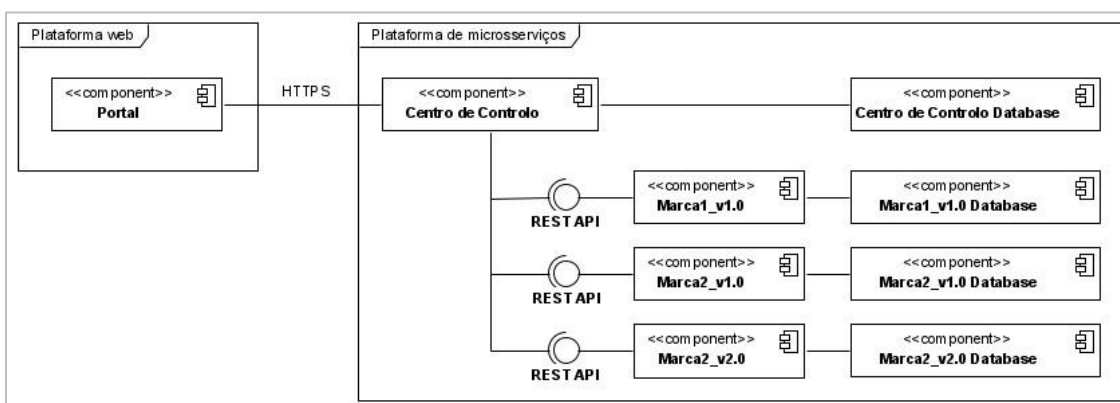 Plataforma web
Plataforma de microsserviços
<<component>>
Portal
HTTPS
<<component>>
Centro de Controlo
<<component>>
Centro de Controlo Database
REST API
<<component>>
Marca1_v1.0
<<component>>
Marca1_v1.0 Database
REST API
<<component>>
Marca2_v1.0
<<component>>
Marca2_v1.0 Database
REST API
<<component>>
Marca2_v2.0
<<component>>
Marca2_v2.0 Database